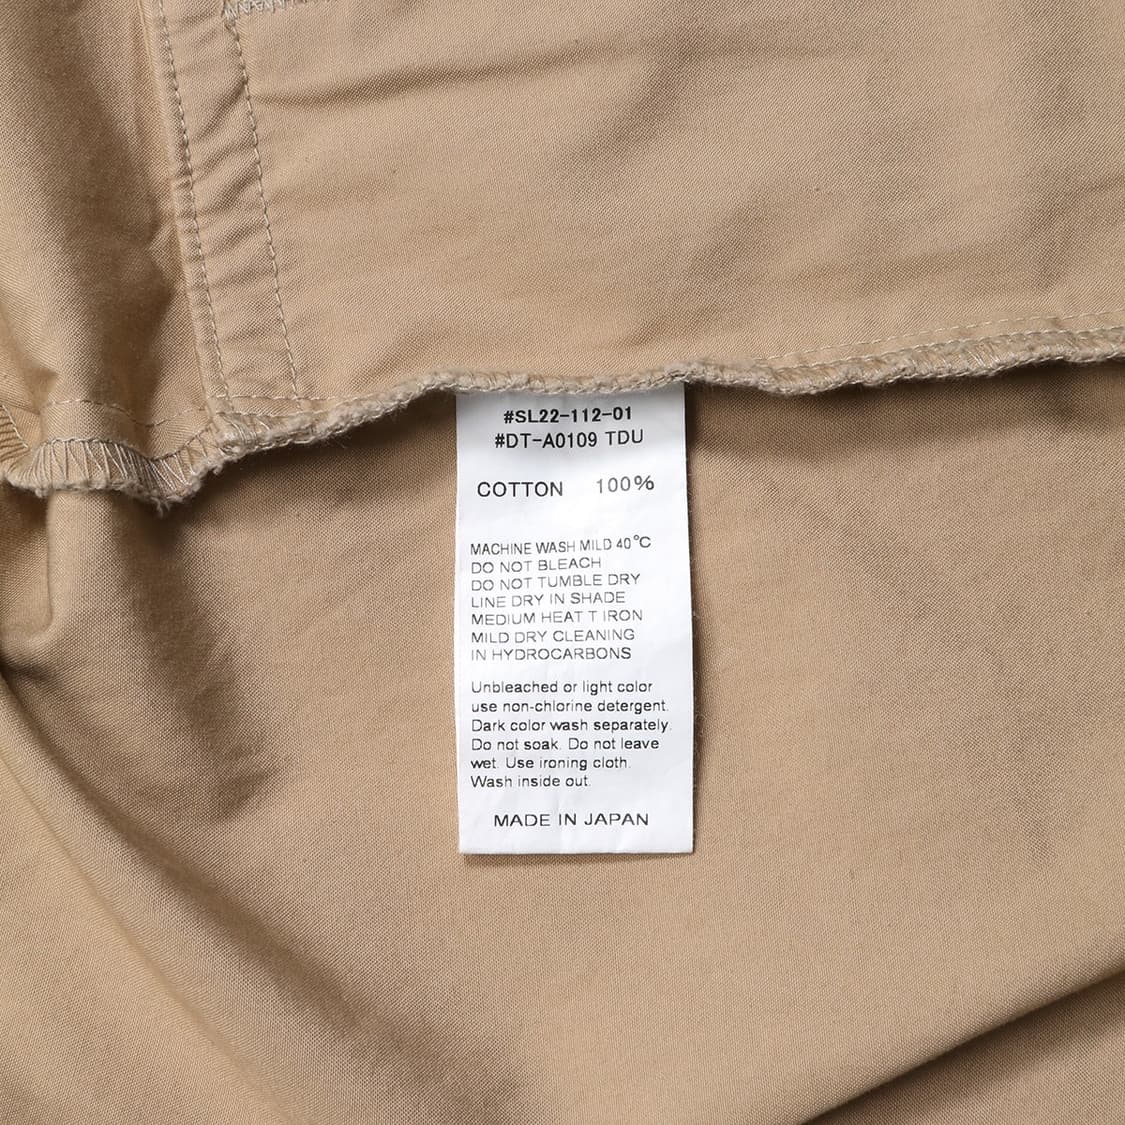 #SL22-112-01
#DT-A0109 TDU
COTTON 100%
MACHINE WASH MILD 40°C
DO NOT BLEACH
DO NOT TUMBLE DRY
LINE DRY IN SHADE
MEDIUM HEAT T IRON
MILD DRY CLEANING
IN HYDROCARBONS
Unbleached or light color
use non-chlorine detergent.
Dark color wash separately.
Do not soak. Do not leave
wet. Use ironing cloth.
Wash inside out.
MADE IN JAPAN